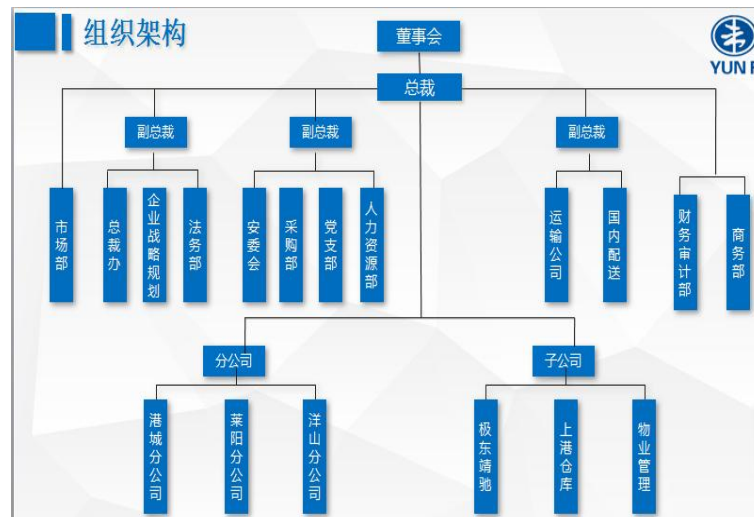 组织架构
董事会
YUN
总裁
副总裁
副总裁
副总裁
市场部
总裁办
企业战略规划
法务部
安委会
采购部
党支部
人力资源部
运输公司
国内配送
财务审计部
商务部
分公司
子公司
港城分公司
莱阳分公司
洋山分公司
极东靖驰
上港仓库
物业管理